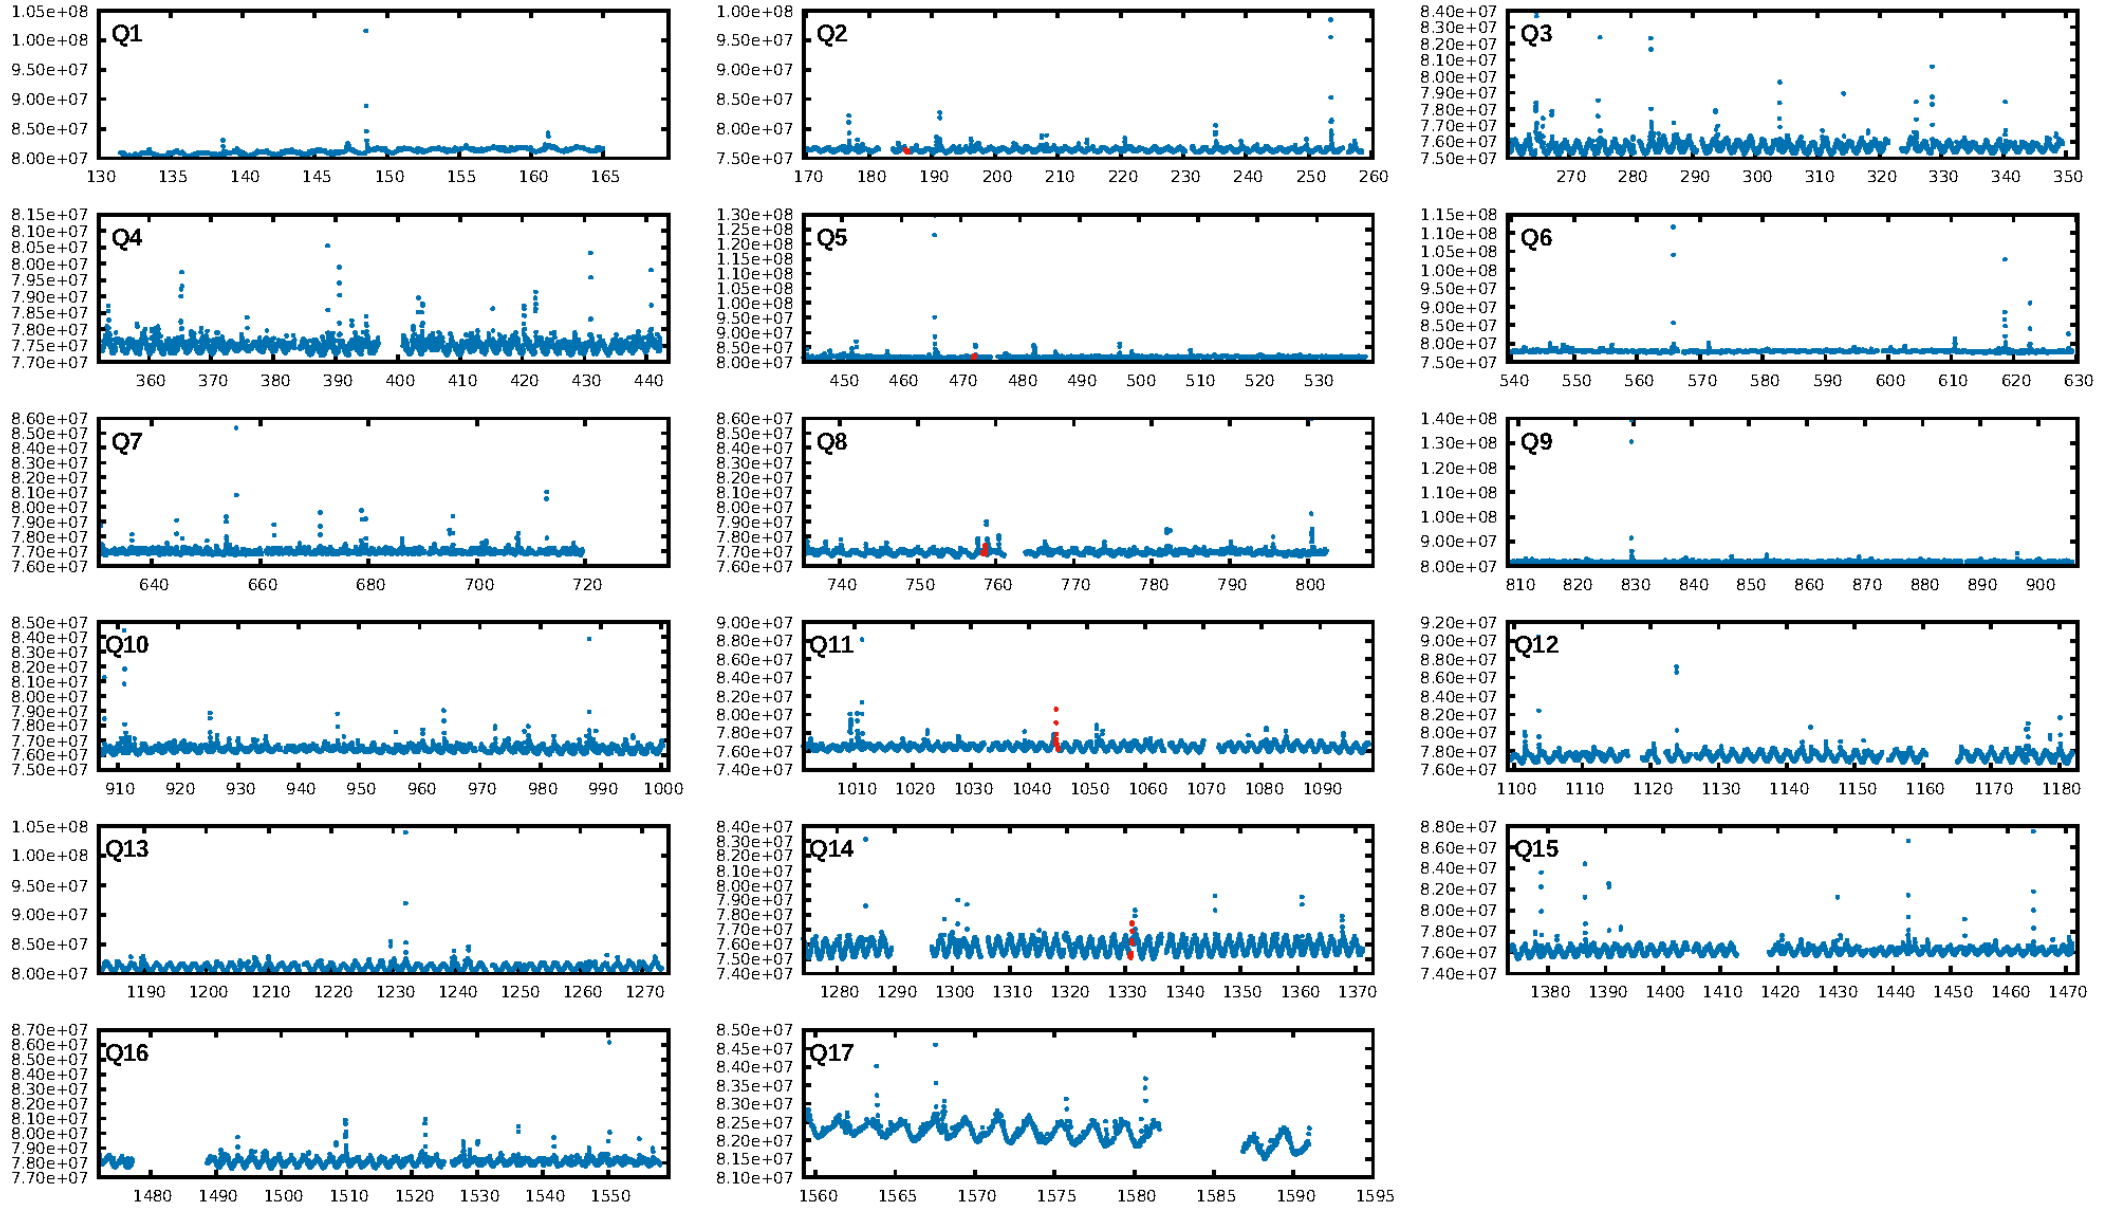 1.05e+08
1.00e+08
9.50e+07
9.00e+07
8.50e+07
8.00e+07
Q1
130 135 140 145 150 155 160 165
1.00e+08
9.50e+07
9.00e+07
8.50e+07
8.00e+07
7.50e+07
Q2
170 180 190 200 210 220 230 240 250 260
8.40e+07
8.30e+07
8.20e+07
8.10e+07
8.00e+07
7.90e+07
7.80e+07
7.70e+07
7.60e+07
7.50e+07
Q3
270 280 290 300 310 320 330 340 350
8.15e+07
8.10e+07
8.05e+07
8.00e+07
7.95e+07
7.90e+07
7.85e+07
7.80e+07
7.75e+07
7.70e+07
Q4
360 370 380 390 400 410 420 430 440
1.30e+08
1.25e+08
1.20e+08
1.15e+08
1.10e+08
1.05e+08
1.00e+08
9.50e+07
9.00e+07
8.50e+07
8.00e+07
Q5
450 460 470 480 490 500 510 520 530
1.15e+08
1.10e+08
1.05e+08
1.00e+08
9.50e+07
9.00e+07
8.50e+07
8.00e+07
7.50e+07
Q6
540 550 560 570 580 590 600 610 620 630
8.60e+07
8.50e+07
8.40e+07
8.30e+07
8.20e+07
8.10e+07
8.00e+07
7.90e+07
7.80e+07
7.70e+07
7.60e+07
Q7
640 660 680 700 720
8.60e+07
8.50e+07
8.40e+07
8.30e+07
8.20e+07
8.10e+07
8.00e+07
7.90e+07
7.80e+07
7.70e+07
7.60e+07
Q8
740 750 760 770 780 790 800
1.40e+08
1.30e+08
1.20e+08
1.10e+08
1.00e+08
9.00e+07
8.00e+07
Q9
810 820 830 840 850 860 870 880 890 900
8.50e+07
8.40e+07
8.30e+07
8.20e+07
8.10e+07
8.00e+07
7.90e+07
7.80e+07
7.70e+07
7.60e+07
7.50e+07
Q10
910 920 930 940 950 960 970 980 990 1000
9.00e+07
8.80e+07
8.60e+07
8.40e+07
8.20e+07
8.00e+07
7.80e+07
7.60e+07
7.40e+07
Q11
1010 1020 1030 1040 1050 1060 1070 1080 1090
9.20e+07
9.00e+07
8.80e+07
8.60e+07
8.40e+07
8.20e+07
8.00e+07
7.80e+07
7.60e+07
Q12
1100 1110 1120 1130 1140 1150 1160 1170 1180
1.05e+08
1.00e+08
9.50e+07
9.00e+07
8.50e+07
8.00e+07
Q13
1190 1200 1210 1220 1230 1240 1250 1260 1270
8.40e+07
8.30e+07
8.20e+07
8.10e+07
8.00e+07
7.90e+07
7.80e+07
7.70e+07
7.60e+07
7.50e+07
7.40e+07
Q14
1280 1290 1300 1310 1320 1330 1340 1350 1360 1370
8.80e+07
8.60e+07
8.40e+07
8.20e+07
8.00e+07
7.80e+07
7.60e+07
7.40e+07
Q15
1380 1390 1400 1410 1420 1430 1440 1450 1460 1470
8.70e+07
8.60e+07
8.50e+07
8.40e+07
8.30e+07
8.20e+07
8.10e+07
8.00e+07
7.90e+07
7.80e+07
7.70e+07
Q16
1480 1490 1500 1510 1520 1530 1540 1550
8.50e+07
8.45e+07
8.40e+07
8.35e+07
8.30e+07
8.25e+07
8.20e+07
8.15e+07
8.10e+07
Q17
1560 1565 1570 1575 1580 1585 1590 1595